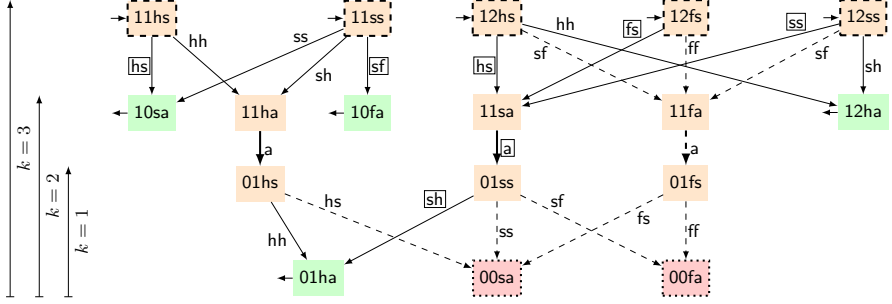 11hs 11ss 12hs 12fs 12ss
hs hh ss sh sf hs hh sf fs ff ss sf sh
10sa 11ha 10fa 11sa 11fa 12ha
a a a
01hs 01ss 01fs
hh hs sh ss sf fs ff
01ha 00sa 00fa
k = 3
k = 2
k = 1